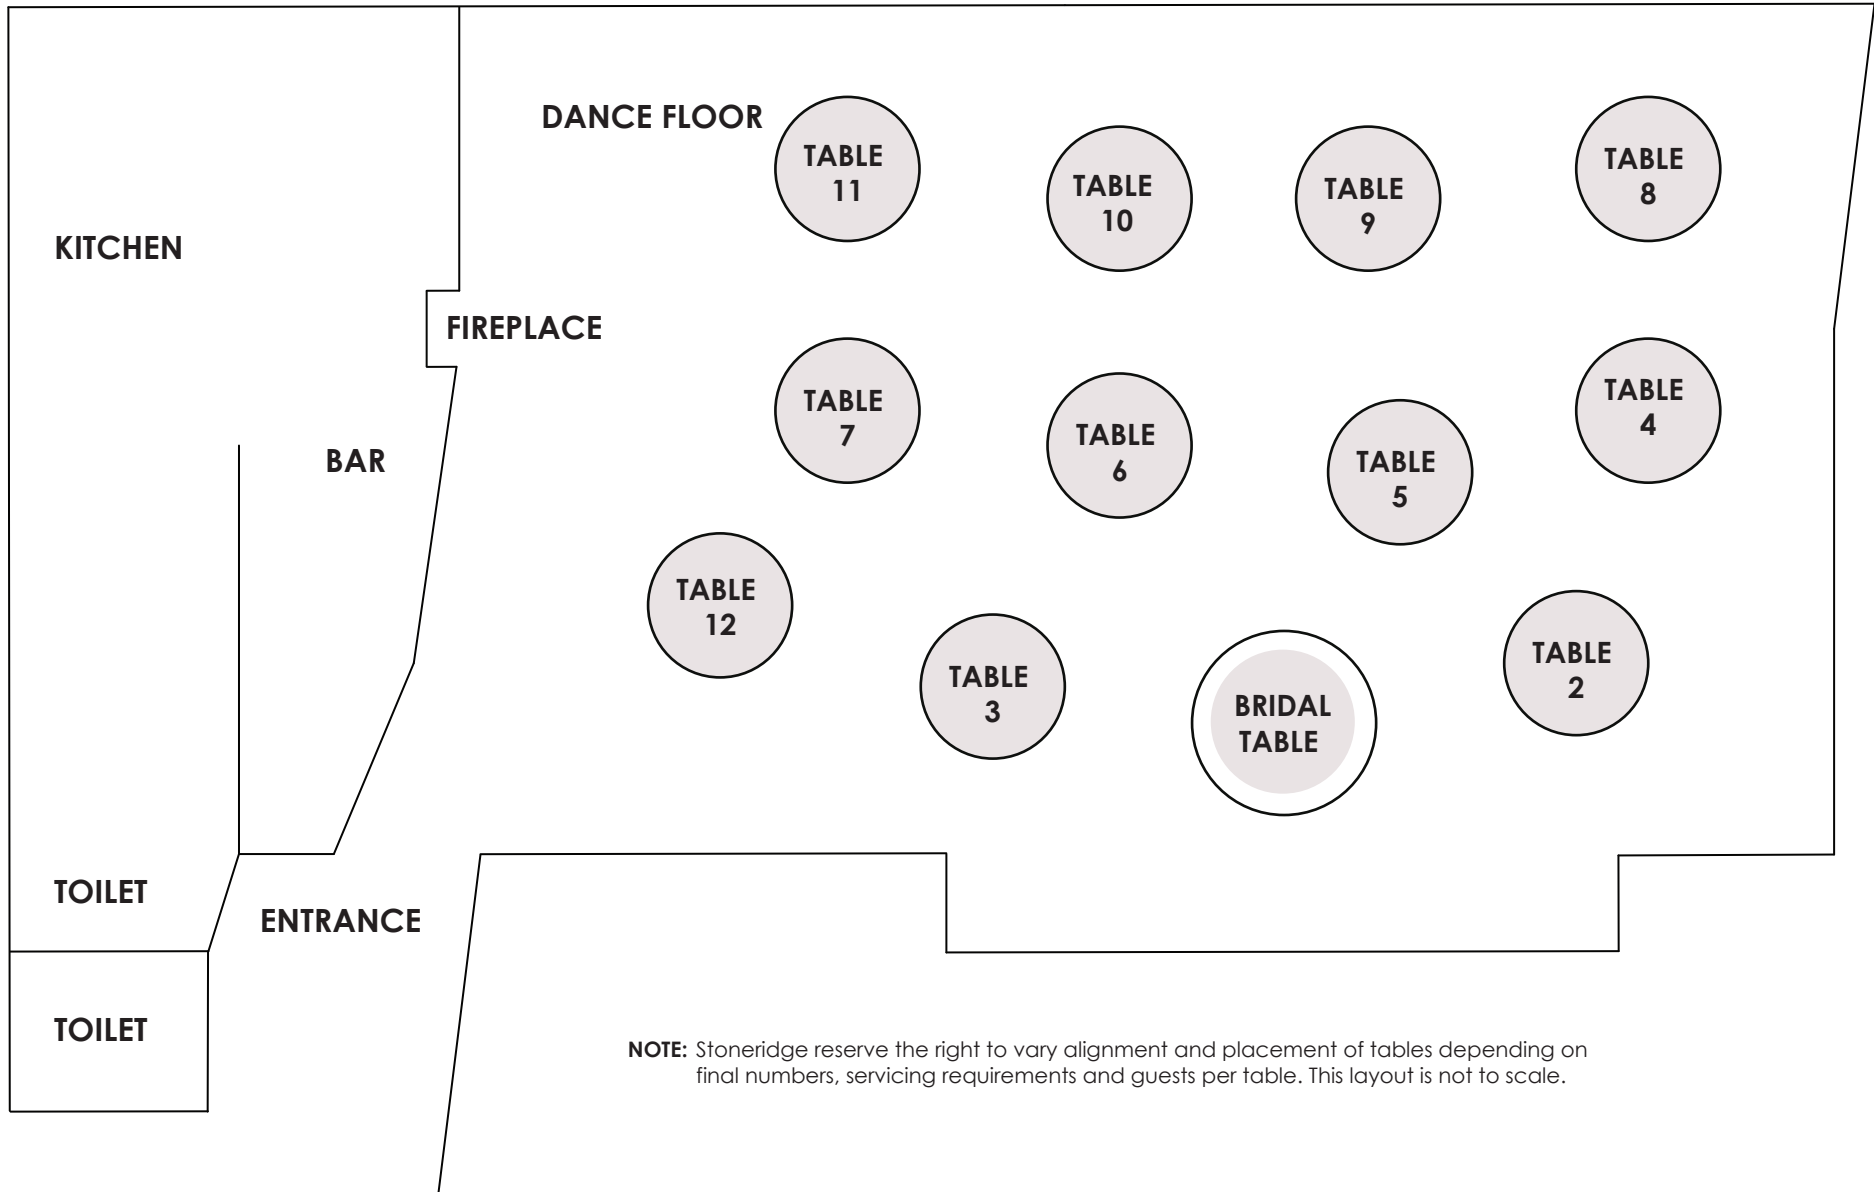 DANCE FLOOR
TABLE
11
TABLE
10
TABLE
9
TABLE
8
KITCHEN
FIREPLACE
TABLE
7
TABLE
6
TABLE
5
TABLE
4
BAR
TABLE
12
TABLE
3
BRIDAL
TABLE
TABLE
2
TOILET
ENTRANCE
TOILET
NOTE: Stoneridge reserve the right to vary alignment and placement of tables depending on
final numbers, servicing requirements and guests per table. This layout is not to scale.